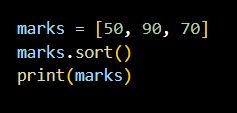 marks = [50, 90, 70]
marks.sort()
print(marks)